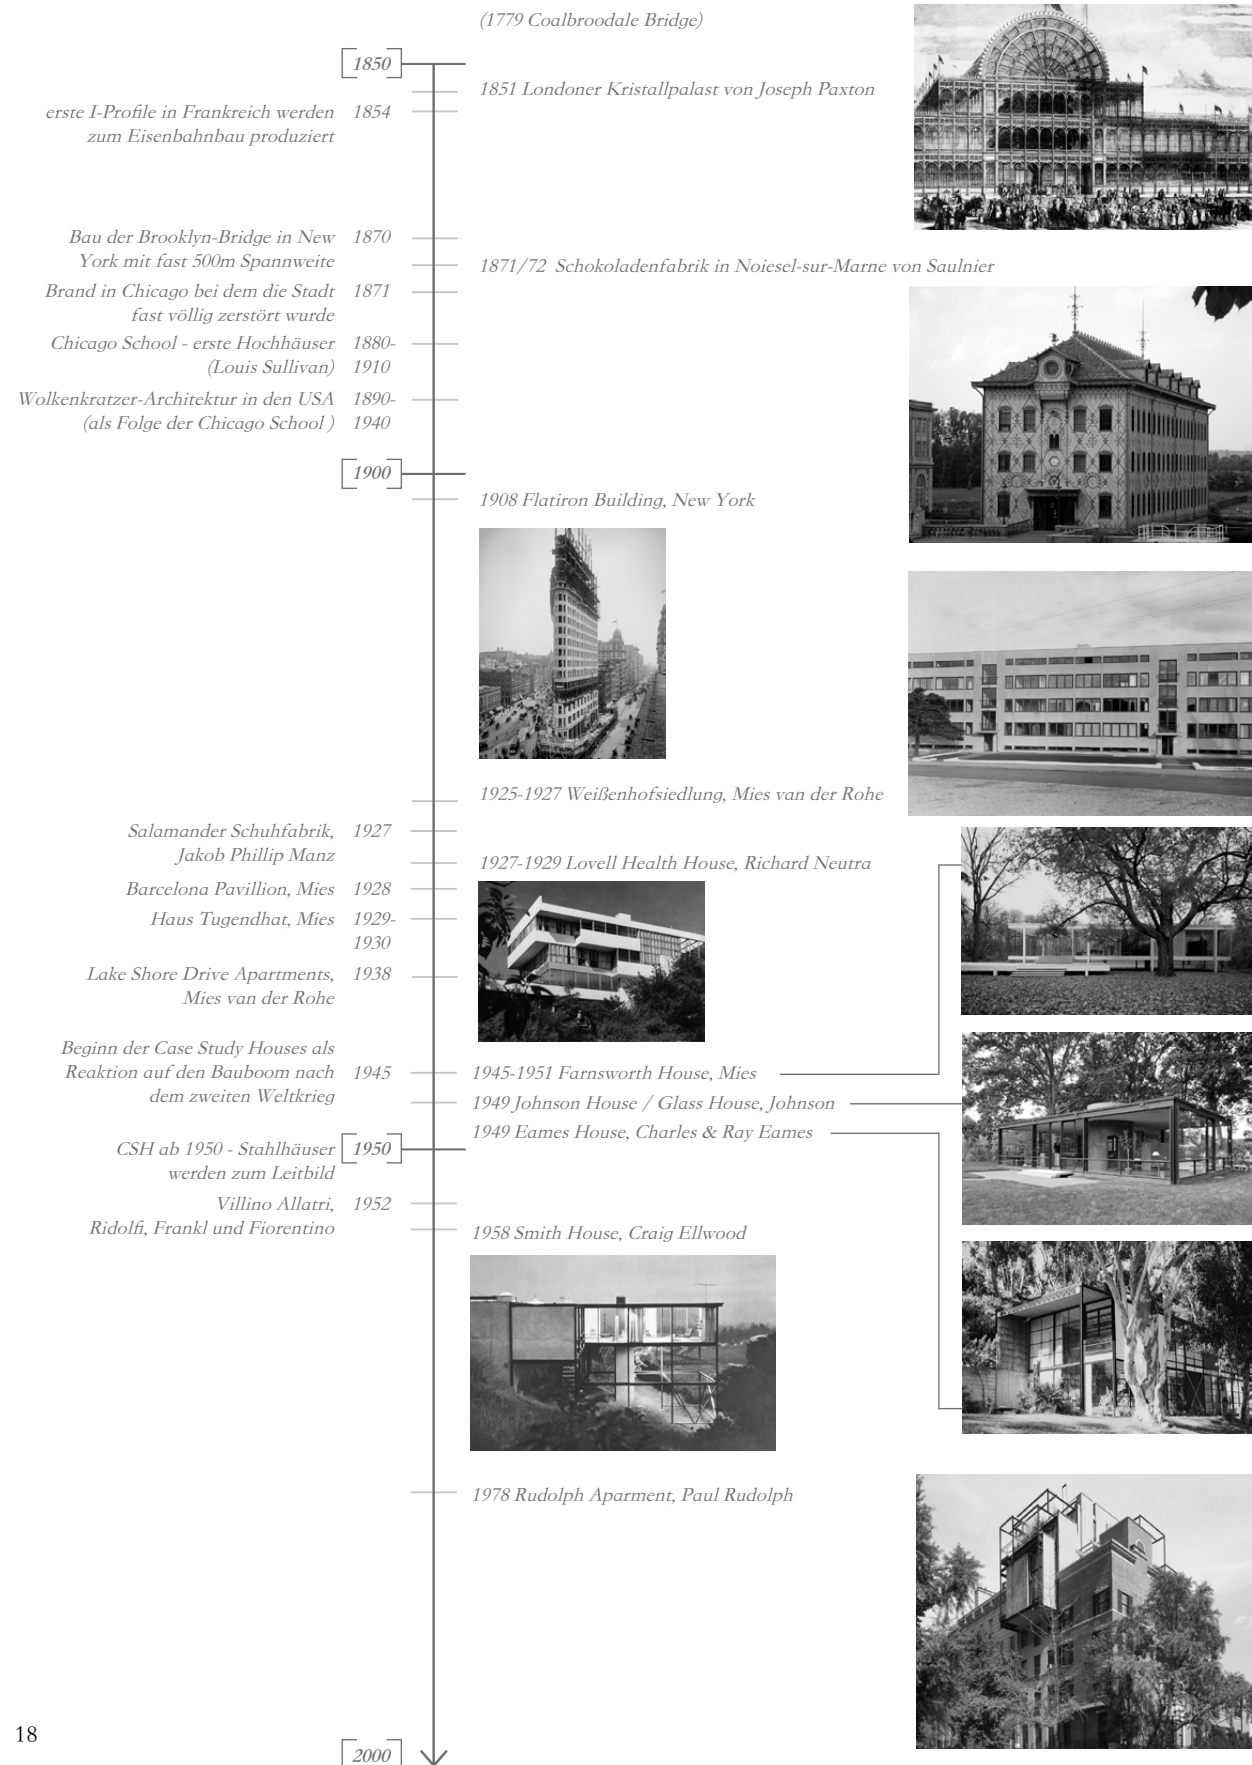 (1779 Coalbroodale Bridge)
[1850]
1851 Londoner Kristallpalast von Joseph Paxton
erste I-Profile in Frankreich werden 1854
zum Eisenbahnbau produziert
Bau der Brooklyn-Bridge in New 1870
York mit fast 500m Spannweite
1871/72 Schokoladenfabrik in Noiesel-sur-Marne von Saulnier
Brand in Chicago bei dem die Stadt 1871
fast völlig zerstört wurde
Chicago School - erste Hochhäuser 1880-
(Louis Sullivan) 1910
Wolkenkratzer-Architektur in den USA 1890-
(als Folge der Chicago School ) 1940
[1900]
1908 Flatiron Building, New York
1925-1927 Weißenhofsiedlung, Mies van der Rohe
Salamander Schuhfabrik, 1927
Jakob Phillip Manz
1927-1929 Lovell Health House, Richard Neutra
Barcelona Pavillion, Mies 1928
Haus Tugendhat, Mies 1929-
1930
Lake Shore Drive Apartments, 1938
Mies van der Rohe
Beginn der Case Study Houses als
Reaktion auf den Bauboom nach 1945
dem zweiten Weltkrieg
1945-1951 Farnsworth House, Mies
1949 Johnson House / Glass House, Johnson
1949 Eames House, Charles & Ray Eames
CSH ab 1950 - Stahlhäuser [1950]
werden zum Leitbild
Villino Allatri, 1952
Ridolfi, Frankl und Fiorentino
1958 Smith House, Craig Ellwood
1978 Rudolph Aparment, Paul Rudolph
18
[2000]